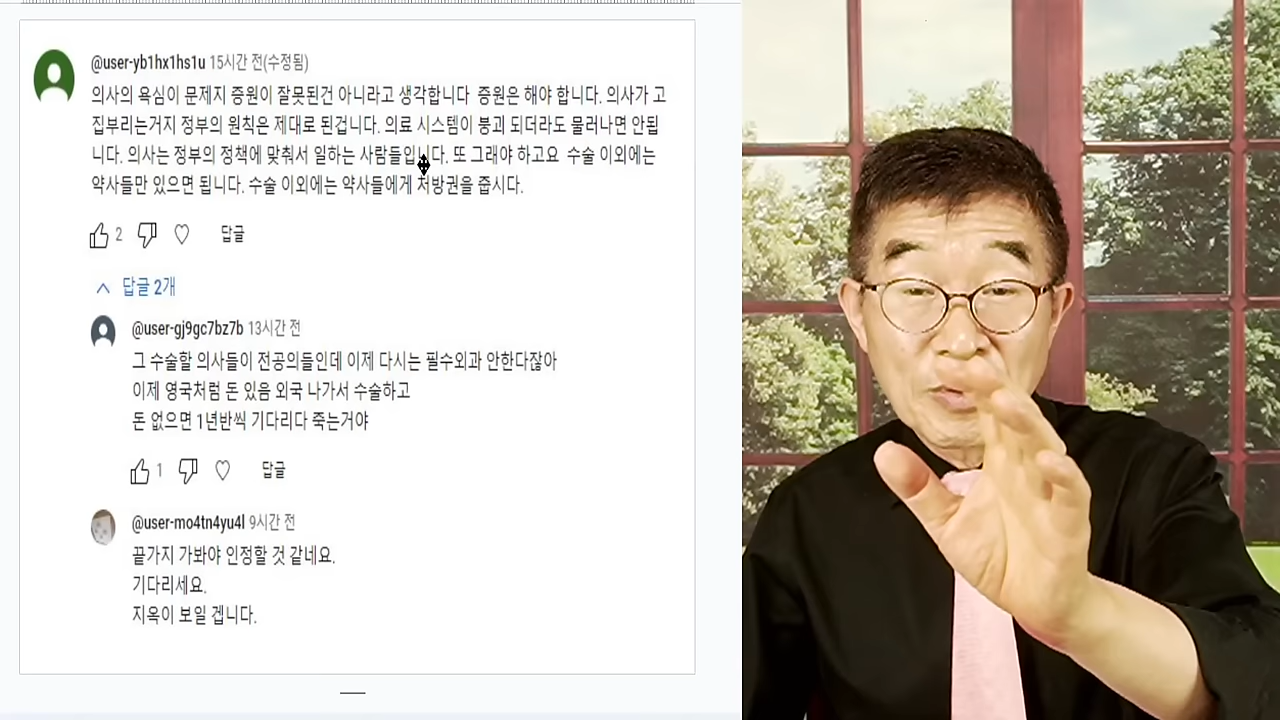 @user-yb1hx1hs1u 15시간 전(수정됨)
의사의 욕심이 문제지 증원이 잘못된건 아니라고 생각합니다 증원은 해야 합니다. 의사가 고
집부리는거지 정부의 원칙은 제대로 된겁니다. 의료 시스템이 붕괴 되더라도 물러나면 안됩
니다. 의사는 정부의 정책에 맞춰서 일하는 사람들입니다. 또 그래야 하고요 수술 이외에는
약사들만 있으면 됩니다. 수술 이외에는 약사들에게 처방권을 줍시다.
2 답글
답글 2개
@user-gj9gc7bz7b 13시간 전
그 수술할 의사들이 전공의들인데 이제 다시는 필수외과 안한다잖아
이제 영국처럼 돈 있음 외국 나가서 수술하고
돈 없으면 1년반씩 기다리다 죽는거야
1 답글
@user-mo4tn4yu4l 9시간 전
끝가지 가봐야 인정할 것 같네요.
기다리세요.
지옥이 보일 겝니다.